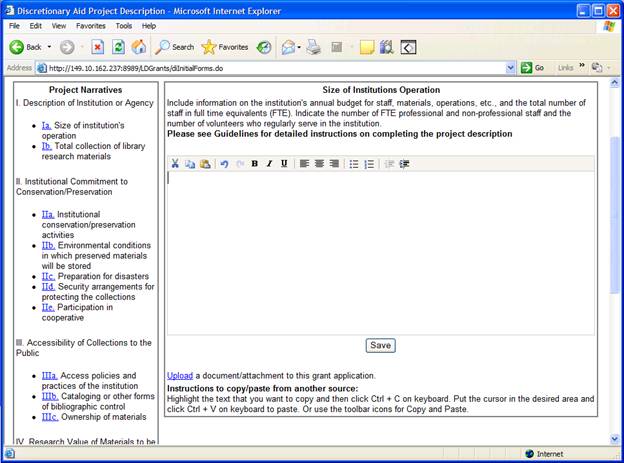 Discretionary Aid Project Description - Microsoft Internet Explorer
File Edit View Favorites Tools Help
Back Search Favorites
Address http://149.10.162.237:8989/LDGrants/diInitialForms.do Go Links »
Project Narratives
I. Description of Institution or Agency
Ia. Size of institution's
operation
Ib. Total collection of library
research materials
II. Institutional Commitment to
Conservation/Preservation
IIa. Institutional
conservation/preservation
activities
IIb. Environmental conditions
in which preserved materials
will be stored
IIc. Preparation for disasters
IId. Security arrangements for
protecting the collections
IIe. Participation in
cooperative
III. Accessibility of Collections to the
Public
IIIa. Access policies and
practices of the institution
IIIb. Cataloging or other forms
of bibliographic control
IIIc. Ownership of materials
IV. Research Value of Materials to be
Size of Institutions Operation
Include information on the institution's annual budget for staff, materials, operations, etc., and the total number of
staff in full time equivalents (FTE). Indicate the number of FTE professional and non-professional staff and the
number of volunteers who regularly serve in the institution.
Please see Guidelines for detailed instructions on completing the project description
B I U
Save
Upload a document/attachment to this grant application.
Instructions to copy/paste from another source:
Highlight the text that you want to copy and then click Ctrl + C on keyboard. Put the cursor in the desired area and
click Ctrl + V on keyboard to paste. Or use the toolbar icons for Copy and Paste.
Internet